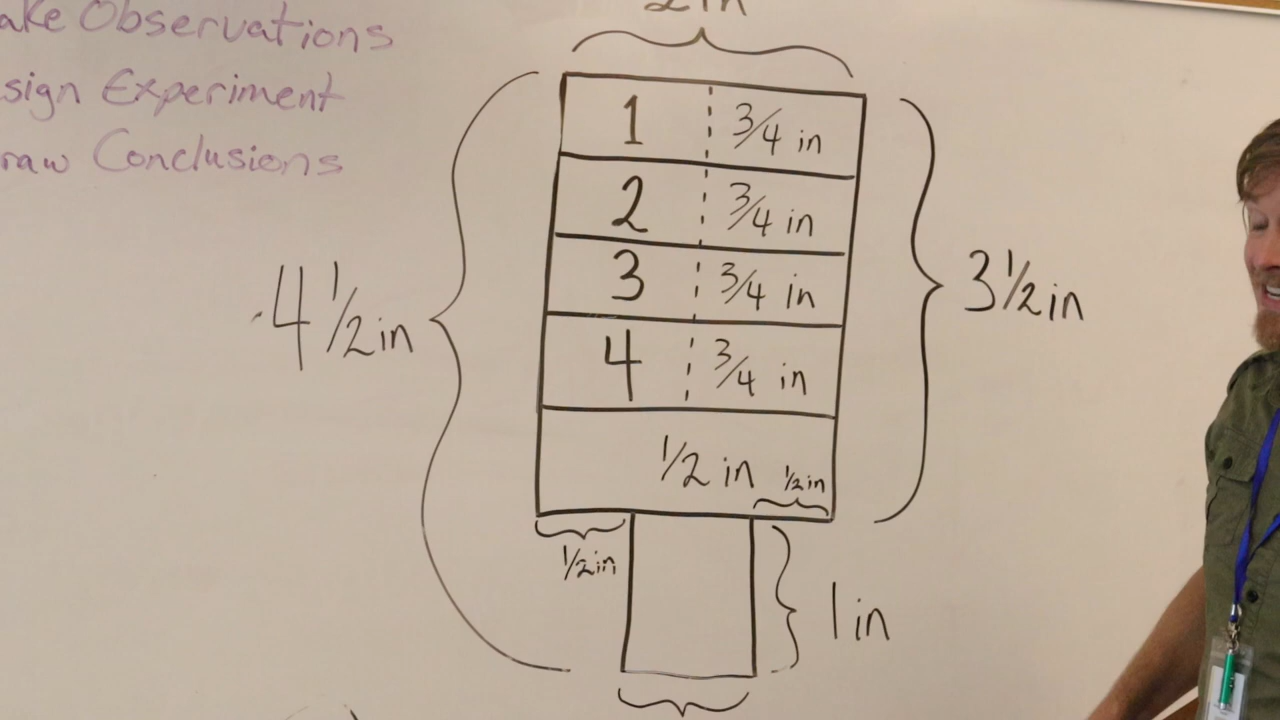 ake Observations
sign Experiment
raw Conclusions
2in
1 3/4 in
2 3/4 in
3 3/4 in
4 3/4 in
4 1/2 in
3 1/2 in
1/2 in
1/2 in
1/2 in
1 in